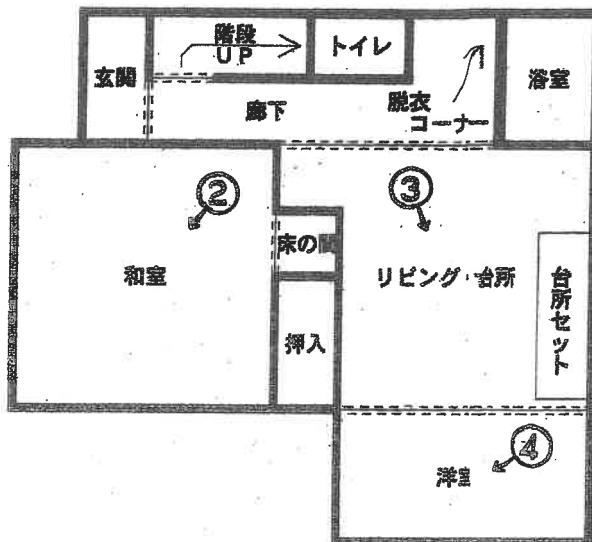 階段
UP
トイレ
玄関
浴室
廊下
脱衣
コーナー
②
③
床の間
和室
リビング・台所
台所セット
押入
④
洋室